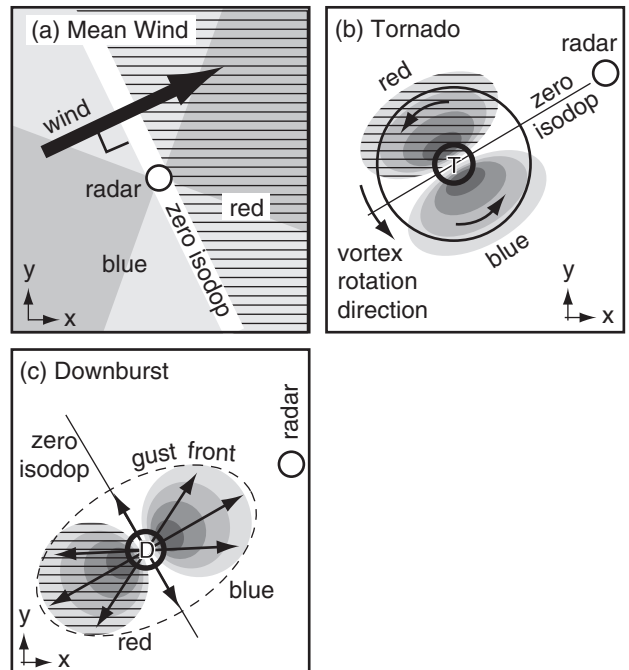 (a) Mean Wind
wind
radar
red
blue
zero isodop
y
x
(b) Tornado
radar
red
zero
isodop
T
blue
vortex
rotation
direction
y
x
(c) Downburst
radar
zero
isodop
gust front
D
blue
red
y
x